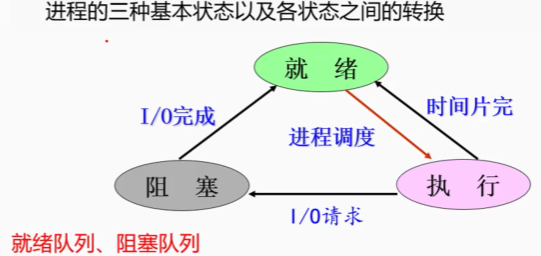 进程的三种基本状态以及各状态之间的转换
就 绪
I/O完成
时间片完
进程调度
阻 塞
执 行
I/O请求
就绪队列、阻塞队列